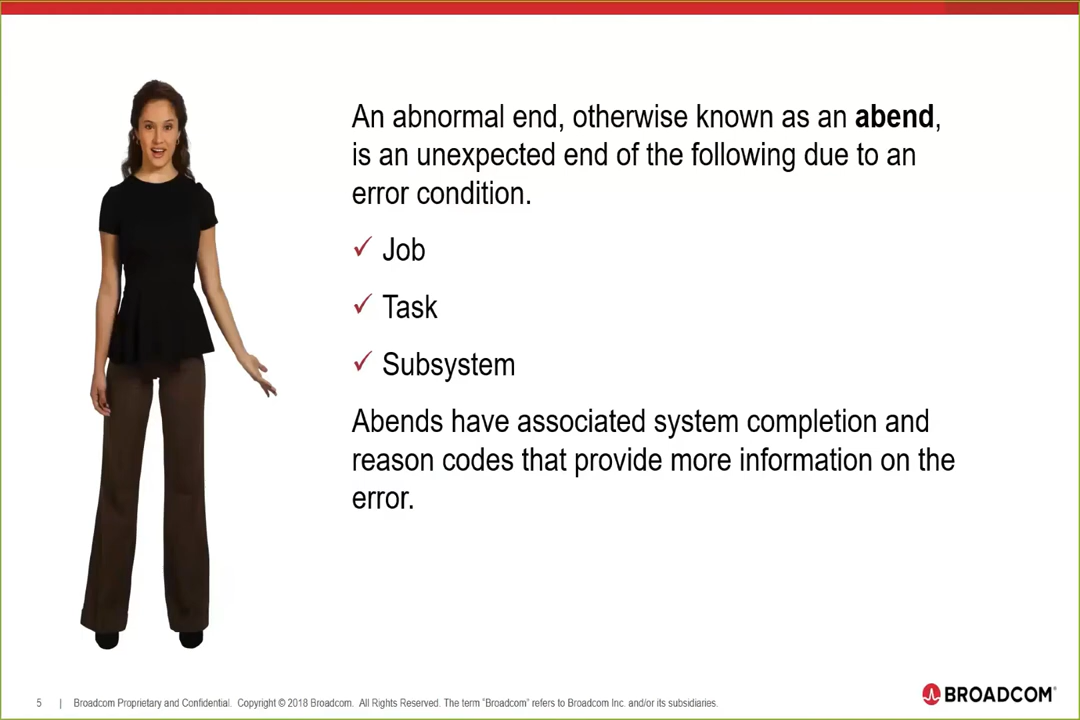 An abnormal end, otherwise known as an abend,
is an unexpected end of the following due to an
error condition.
✓ Job
✓ Task
✓ Subsystem
Abends have associated system completion and
reason codes that provide more information on the
error.
5 | Broadcom Proprietary and Confidential. Copyright © 2018 Broadcom. All Rights Reserved. The term "Broadcom" refers to Broadcom Inc. and/or its subsidiaries.
BROADCOM®